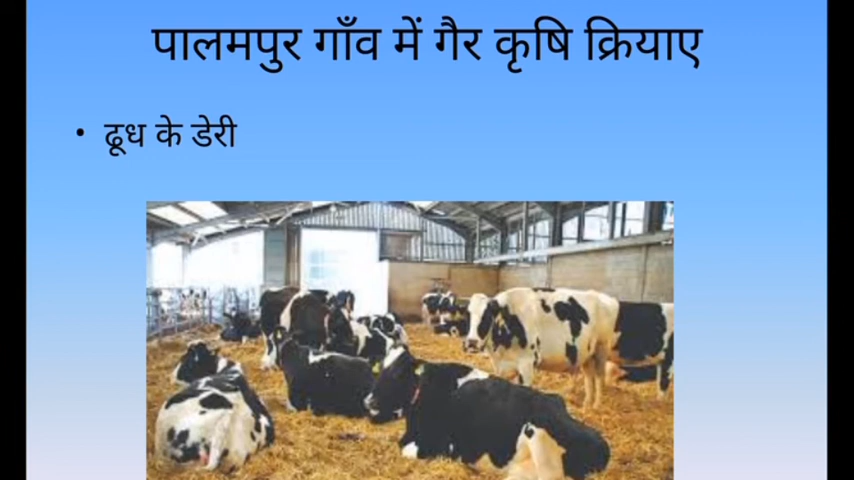 पालमपुर गाँव में गैर कृषि क्रियाए
• ढूध के डेरी